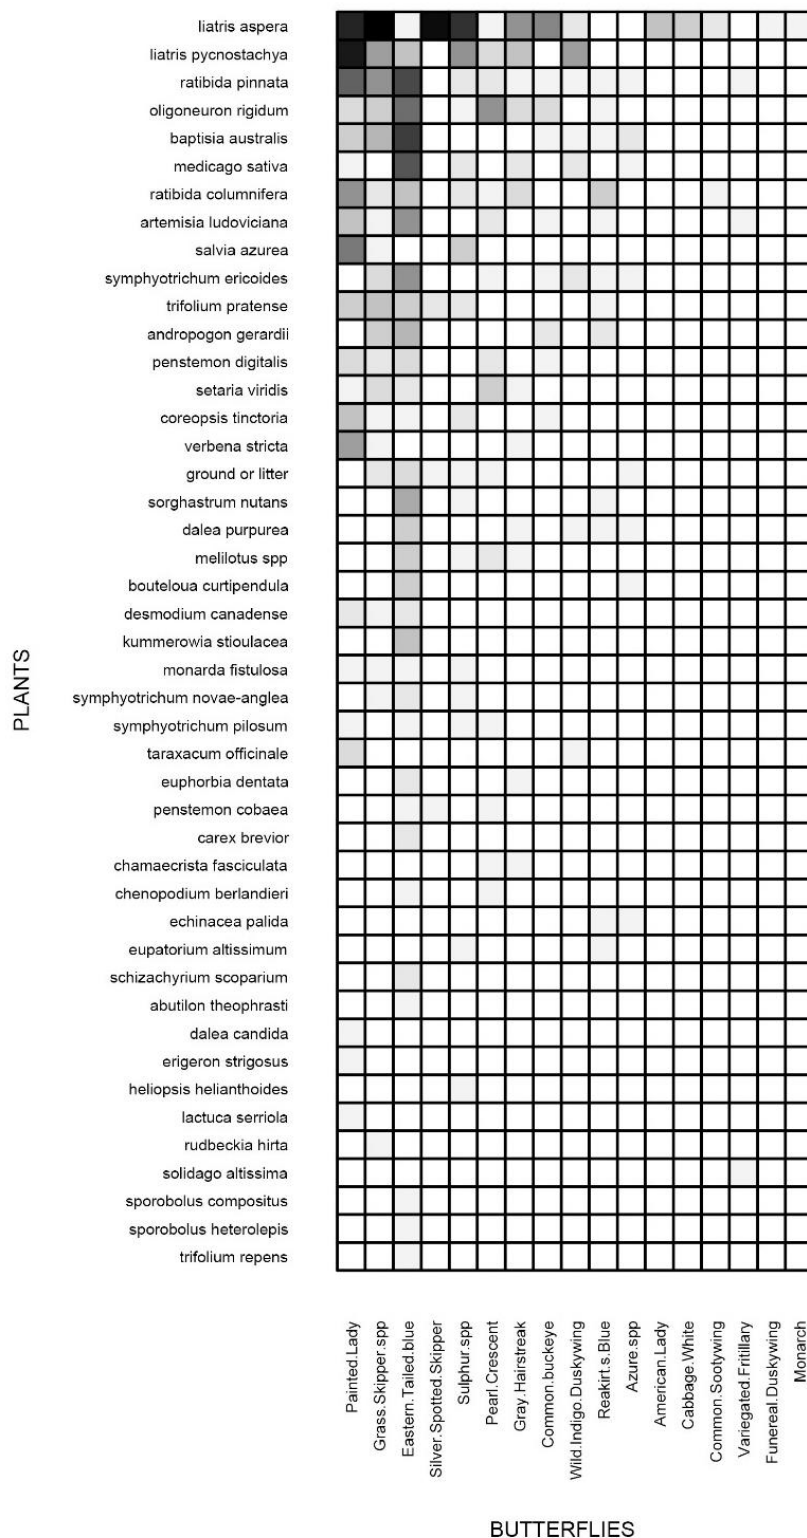 liatris aspera
liatris pycnostachya
ratibida pinnata
oligoneuron rigidum
baptisia australis
medicago sativa
ratibida columnifera
artemisia ludoviciana
salvia azurea
symphyotrichum ericoides
trifolium pratense
andropogon gerardii
penstemon digitalis
setaria viridis
coreopsis tinctoria
verbena stricta
ground or litter
sorghastrum nutans
dalea purpurea
melilotus spp
bouteloua curtipendula
desmodium canadense
kummerowia stioulacea
monarda fistulosa
symphyotrichum novae-anglea
symphyotrichum pilosum
taraxacum officinale
euphorbia dentata
penstemon cobaea
carex brevior
chamaecrista fasciculata
chenopodium berlandieri
echinacea palida
eupatorium altissimum
schizachyrium scoparium
abutilon theophrasti
dalea candida
erigeron strigosus
heliopsis helianthoides
lactuca serriola
rudbeckia hirta
solidago altissima
sporobolus compositus
sporobolus heterolepis
trifolium repens
PLANTS
Painted.Lady
Grass.Skipper.spp
Eastern.Tailed.blue
Silver.Spotted.Skipper
Sulphur.spp
Pearl.Crescent
Gray.Hairstreak
Common.buckeye
Wild.Indigo.Duskywing
Reakirt.s.Blue
Azure.spp
American.Lady
Cabbage.White
Common.Sootywing
Variegated.Fritillary
Funereal.Duskywing
Monarch
BUTTERFLIES